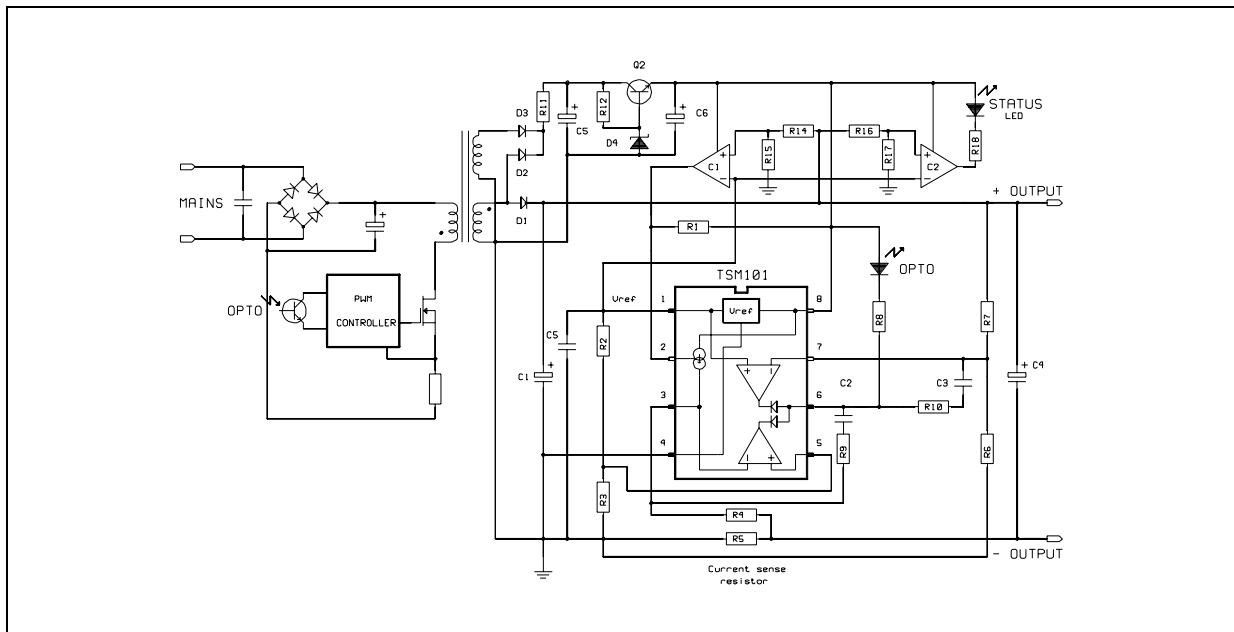 Q2
D3
R11
+
C5
R12
+
C6
D4
STATUS
LED
R18
R14
R16
+
C1
-
R15
R17
+
C2
-
D2
MAINS
+
D1
+ OUTPUT
R1
OPTO
TSM101
OPTO
PWM
CONTROLLER
Vref
1
Vref
8
R2
R8
R7
C5
2
7
+
-
C1
+
3
C2
6
C3
R10
C4
+
4
5
-
+
R9
R6
R3
R4
R5
- OUTPUT
Current sense
resistor